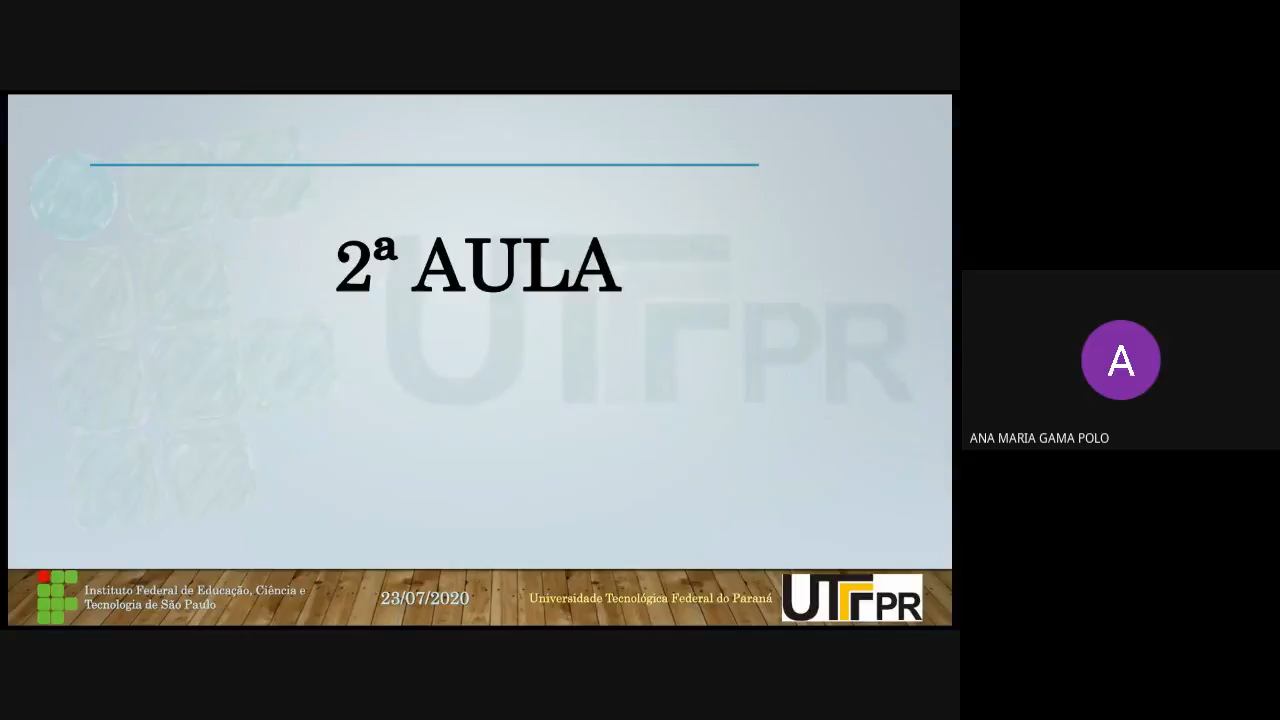 2ª AULA
UTFPR
Instituto Federal de Educação, Ciência e
Tecnologia de São Paulo
23/07/2020
Universidade Tecnológica Federal do Paraná
UTFPR
A
ANA MARIA GAMA POLO